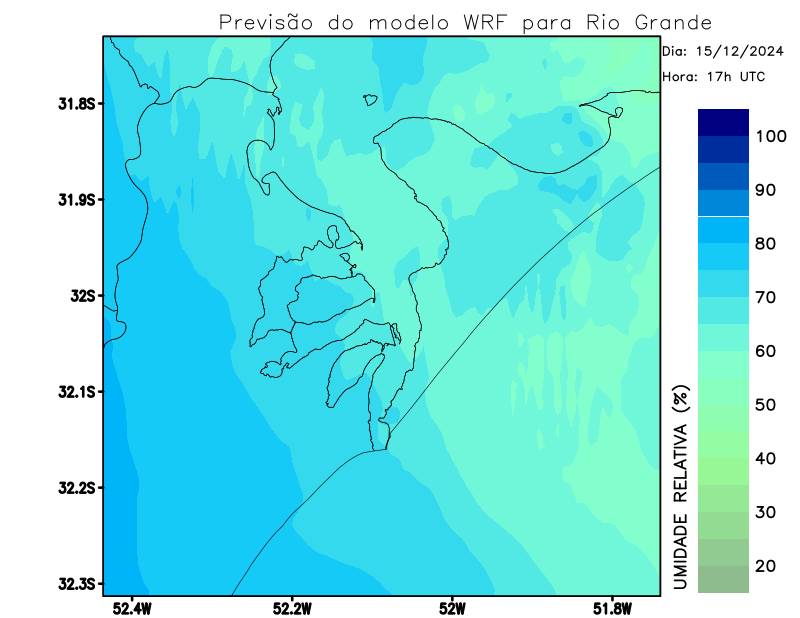 Previsão do modelo WRF para Rio Grande
Dia: 15/12/2024
Hora: 17h UTC
31.8S
31.9S
32S
32.1S
32.2S
32.3S
52.4W
52.2W
52W
51.8W
UMIDADE RELATIVA (%)
100
90
80
70
60
50
40
30
20